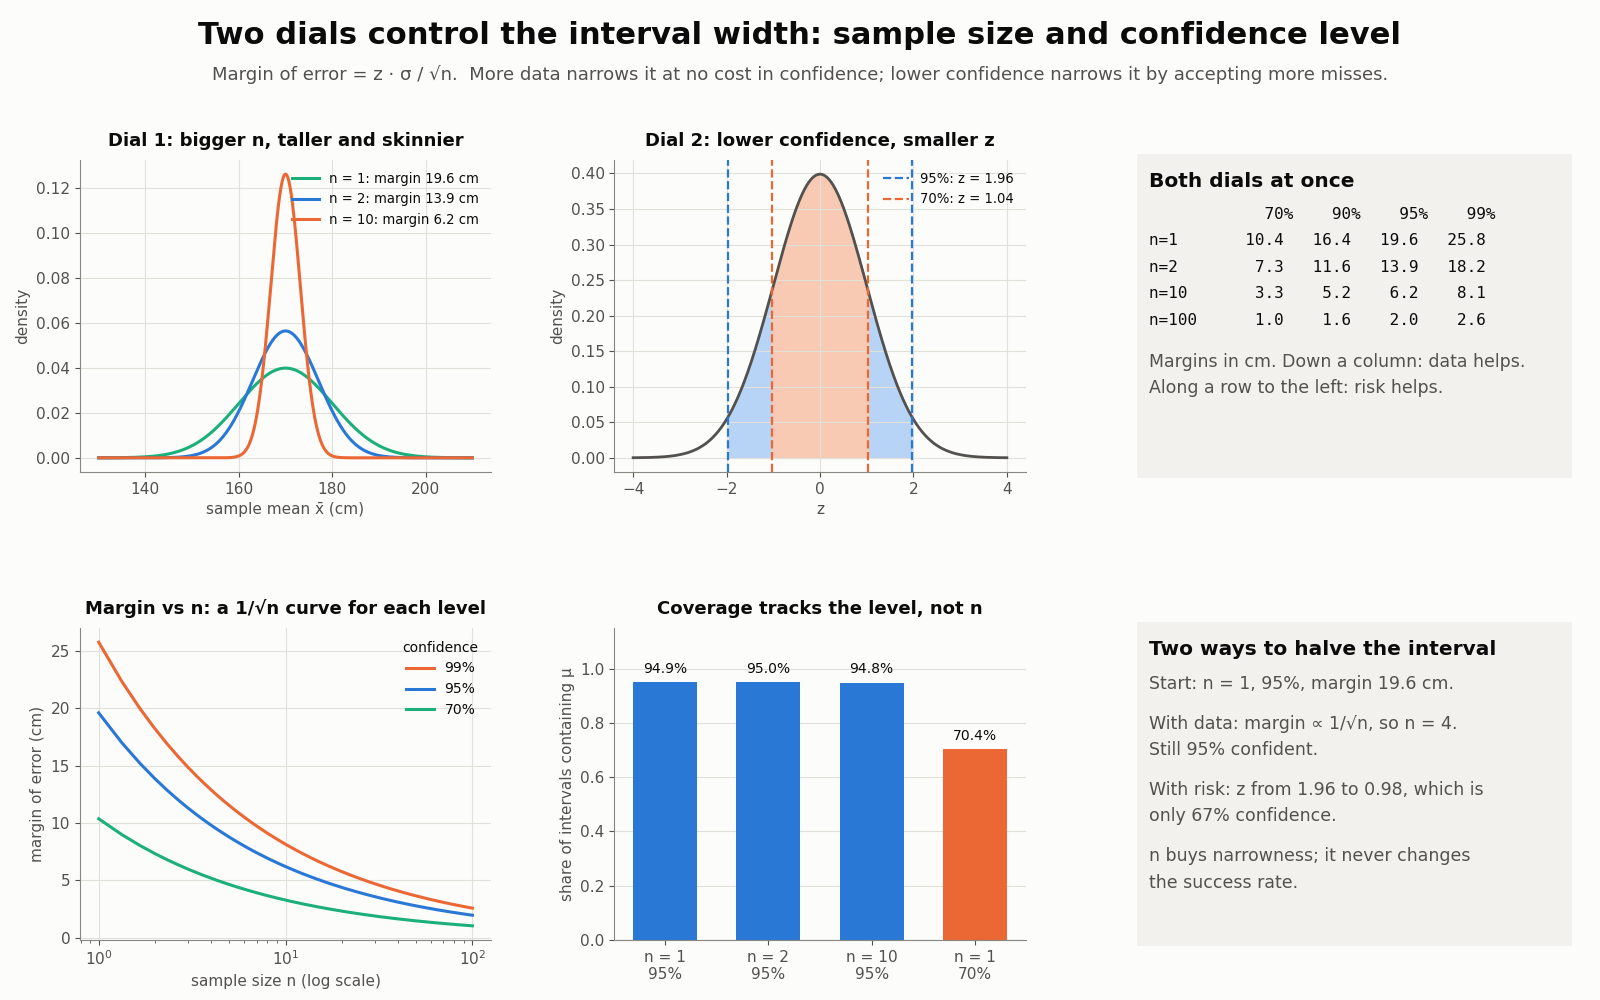 Two dials control the interval width: sample size and confidence level
Margin of error = z · σ / √n.  More data narrows it at no cost in confidence; lower confidence narrows it by accepting more misses.
Dial 1: bigger n, taller and skinnier
n = 1: margin 19.6 cm
n = 2: margin 13.9 cm
n = 10: margin 6.2 cm
density
0.12
0.10
0.08
0.06
0.04
0.02
0.00
140 160 180 200
sample mean x̄ (cm)
Dial 2: lower confidence, smaller z
95%: z = 1.96
70%: z = 1.04
density
0.40
0.35
0.30
0.25
0.20
0.15
0.10
0.05
0.00
−4 −2 0 2 4
z
Both dials at once
70% 90% 95% 99%
n=1 10.4 16.4 19.6 25.8
n=2 7.3 11.6 13.9 18.2
n=10 3.3 5.2 6.2 8.1
n=100 1.0 1.6 2.0 2.6
Margins in cm. Down a column: data helps.
Along a row to the left: risk helps.
Margin vs n: a 1/√n curve for each level
confidence
99%
95%
70%
margin of error (cm)
25
20
15
10
5
0
10⁰ 10¹ 10²
sample size n (log scale)
Coverage tracks the level, not n
share of intervals containing μ
1.0
0.8
0.6
0.4
0.2
0.0
94.9% 95.0% 94.8%
70.4%
n = 1 n = 2 n = 10 n = 1
95% 95% 95% 70%
Two ways to halve the interval
Start: n = 1, 95%, margin 19.6 cm.
With data: margin ∝ 1/√n, so n = 4.
Still 95% confident.
With risk: z from 1.96 to 0.98, which is
only 67% confidence.
n buys narrowness; it never changes
the success rate.